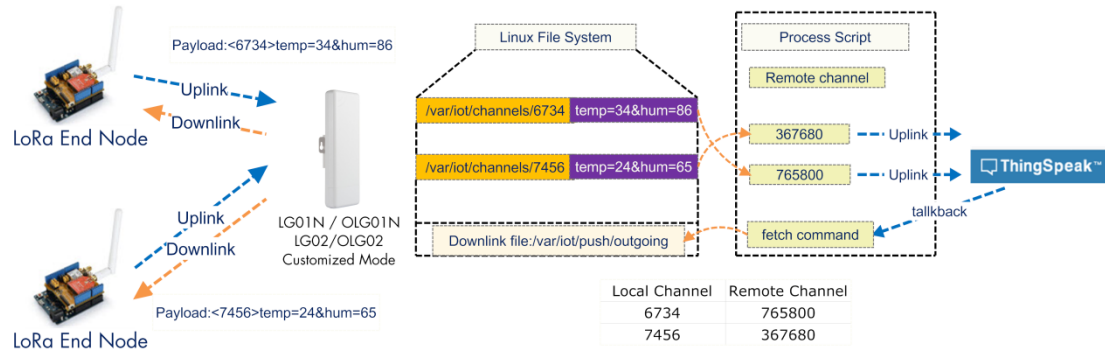 Payload:<6734>temp=34&hum=86
Uplink
Downlink
LoRa End Node
Uplink
Downlink
Payload:<7456>temp=24&hum=65
LoRa End Node
LG01N / OLG01N
LG02/OLG02
Customized Mode
Linux File System
/var/iot/channels/6734 temp=34&hum=86
/var/iot/channels/7456 temp=24&hum=65
Downlink file:/var/iot/push/outgoing
Process Script
Remote channel
367680 Uplink
765800 Uplink
ThingSpeak™
tallkback
fetch command
Local Channel Remote Channel
6734 765800
7456 367680